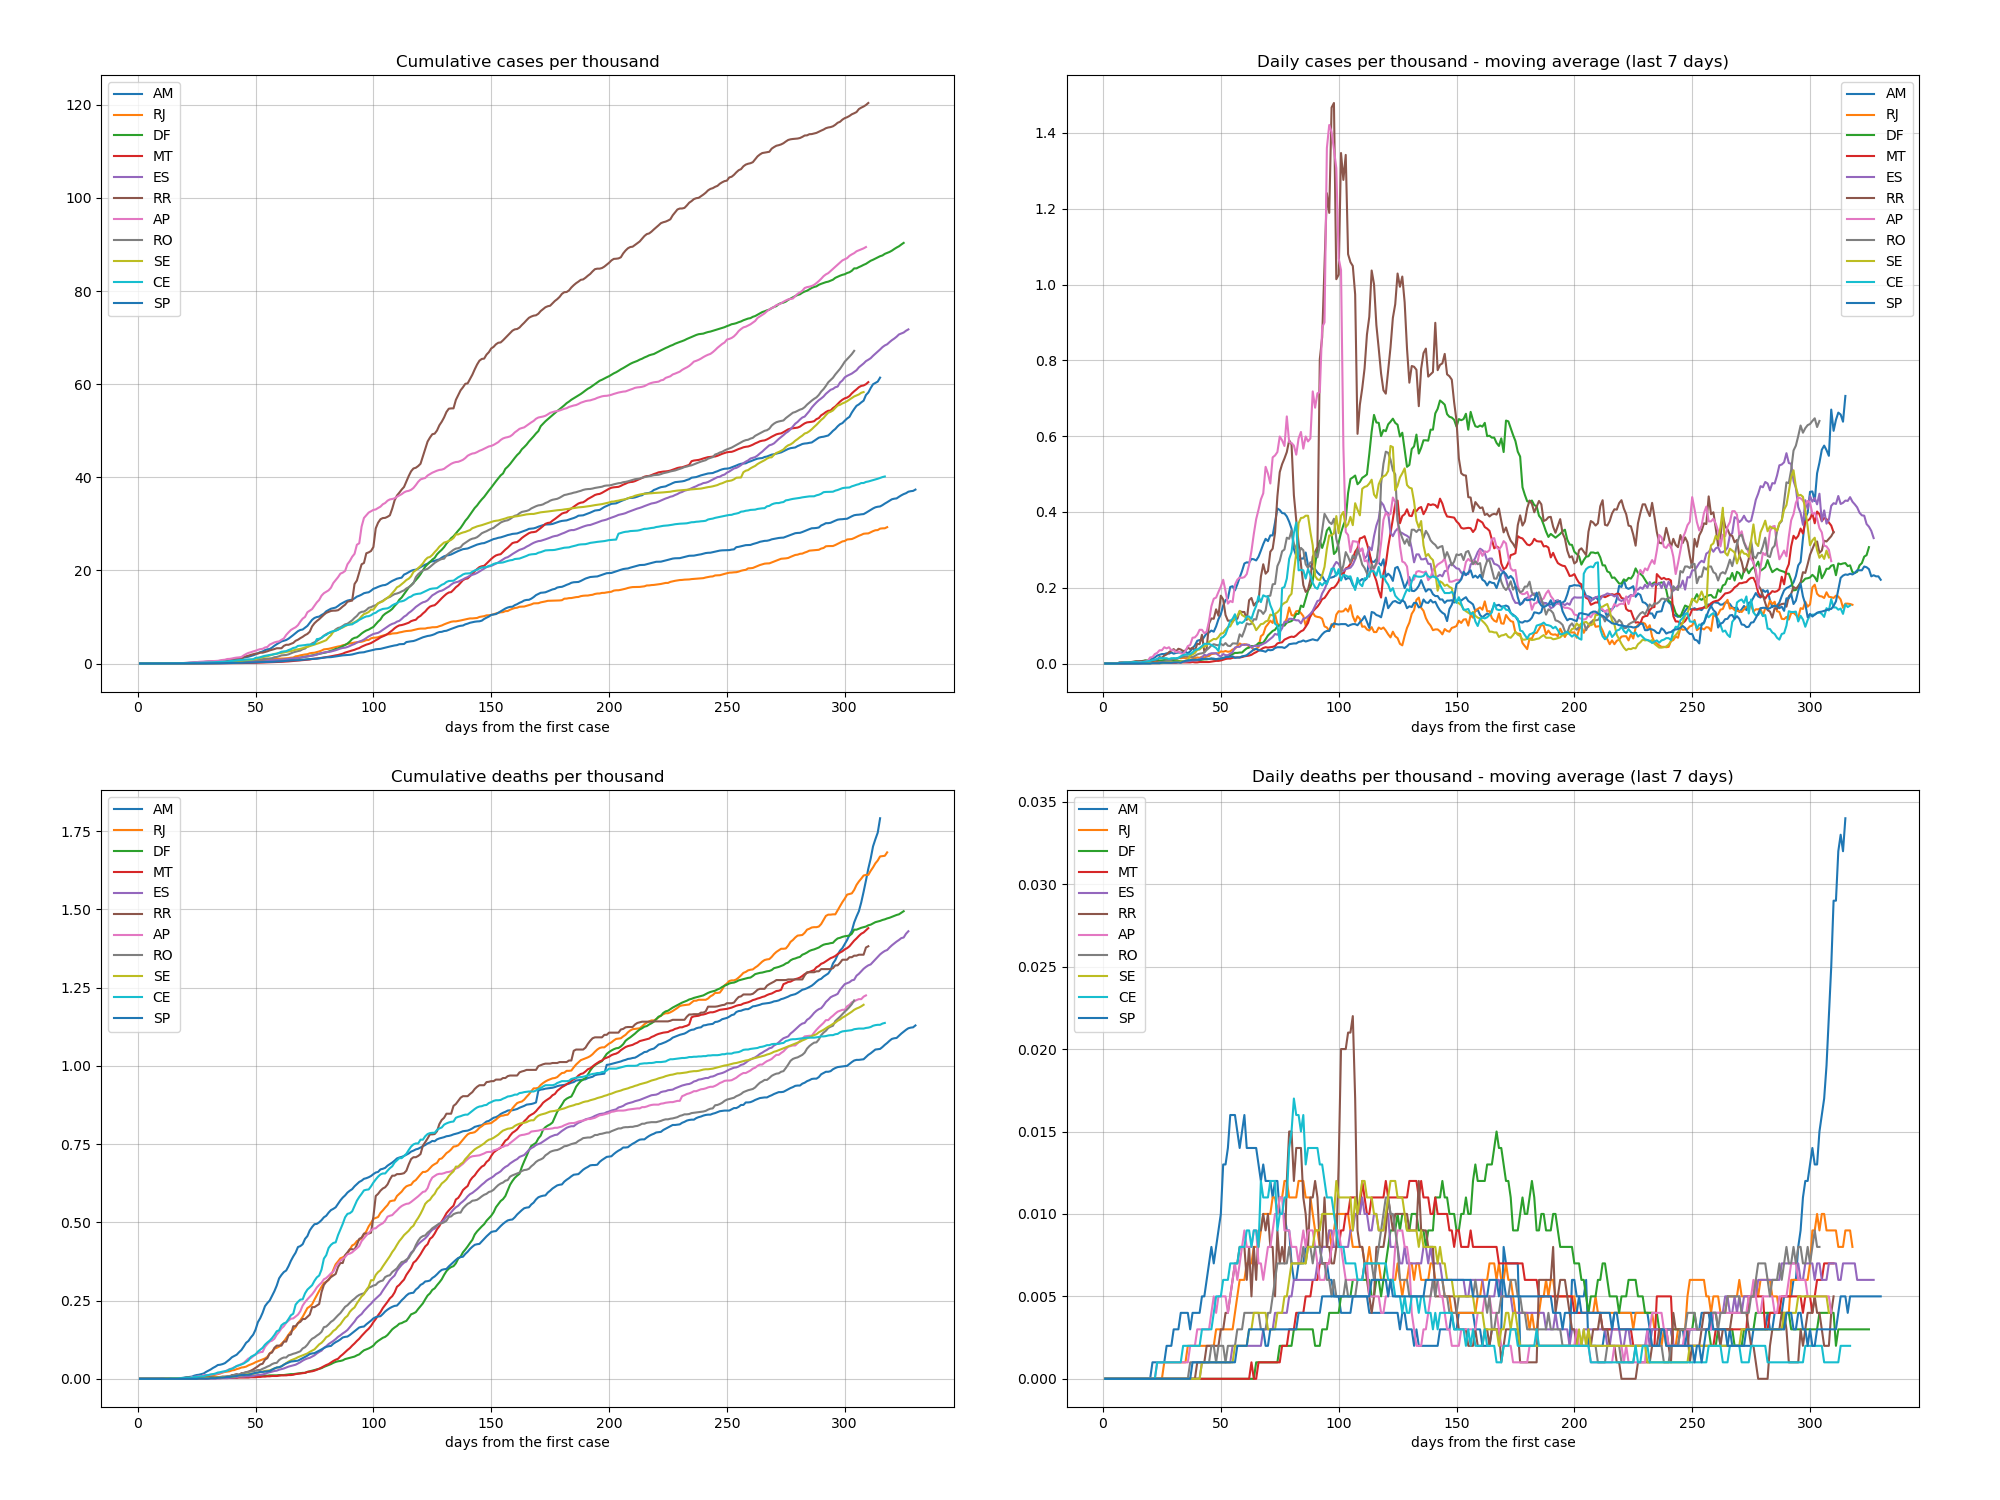 Cumulative cases per thousand
120
100
80
60
40
20
0
AM
RJ
DF
MT
ES
RR
AP
RO
SE
CE
SP
0 50 100 150 200 250 300
days from the first case
Daily cases per thousand - moving average (last 7 days)
1.4
1.2
1.0
0.8
0.6
0.4
0.2
0.0
AM
RJ
DF
MT
ES
RR
AP
RO
SE
CE
SP
0 50 100 150 200 250 300
days from the first case
Cumulative deaths per thousand
1.75
1.50
1.25
1.00
0.75
0.50
0.25
0.00
AM
RJ
DF
MT
ES
RR
AP
RO
SE
CE
SP
0 50 100 150 200 250 300
days from the first case
Daily deaths per thousand - moving average (last 7 days)
0.035
0.030
0.025
0.020
0.015
0.010
0.005
0.000
AM
RJ
DF
MT
ES
RR
AP
RO
SE
CE
SP
0 50 100 150 200 250 300
days from the first case